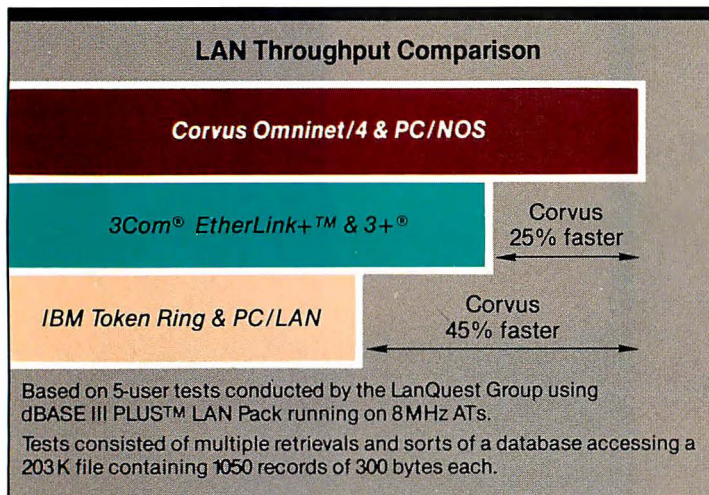 LAN Throughput Comparison
Corvus Omninet/4 & PC/NOS
3Com® EtherLink+™ & 3+®
Corvus
25% faster
IBM Token Ring & PC/LAN
Corvus
45% faster
Based on 5-user tests conducted by the LanQuest Group using
dBASE III PLUS™ LAN Pack running on 8MHz ATs.
Tests consisted of multiple retrievals and sorts of a database accessing a
203K file containing 1050 records of 300 bytes each.